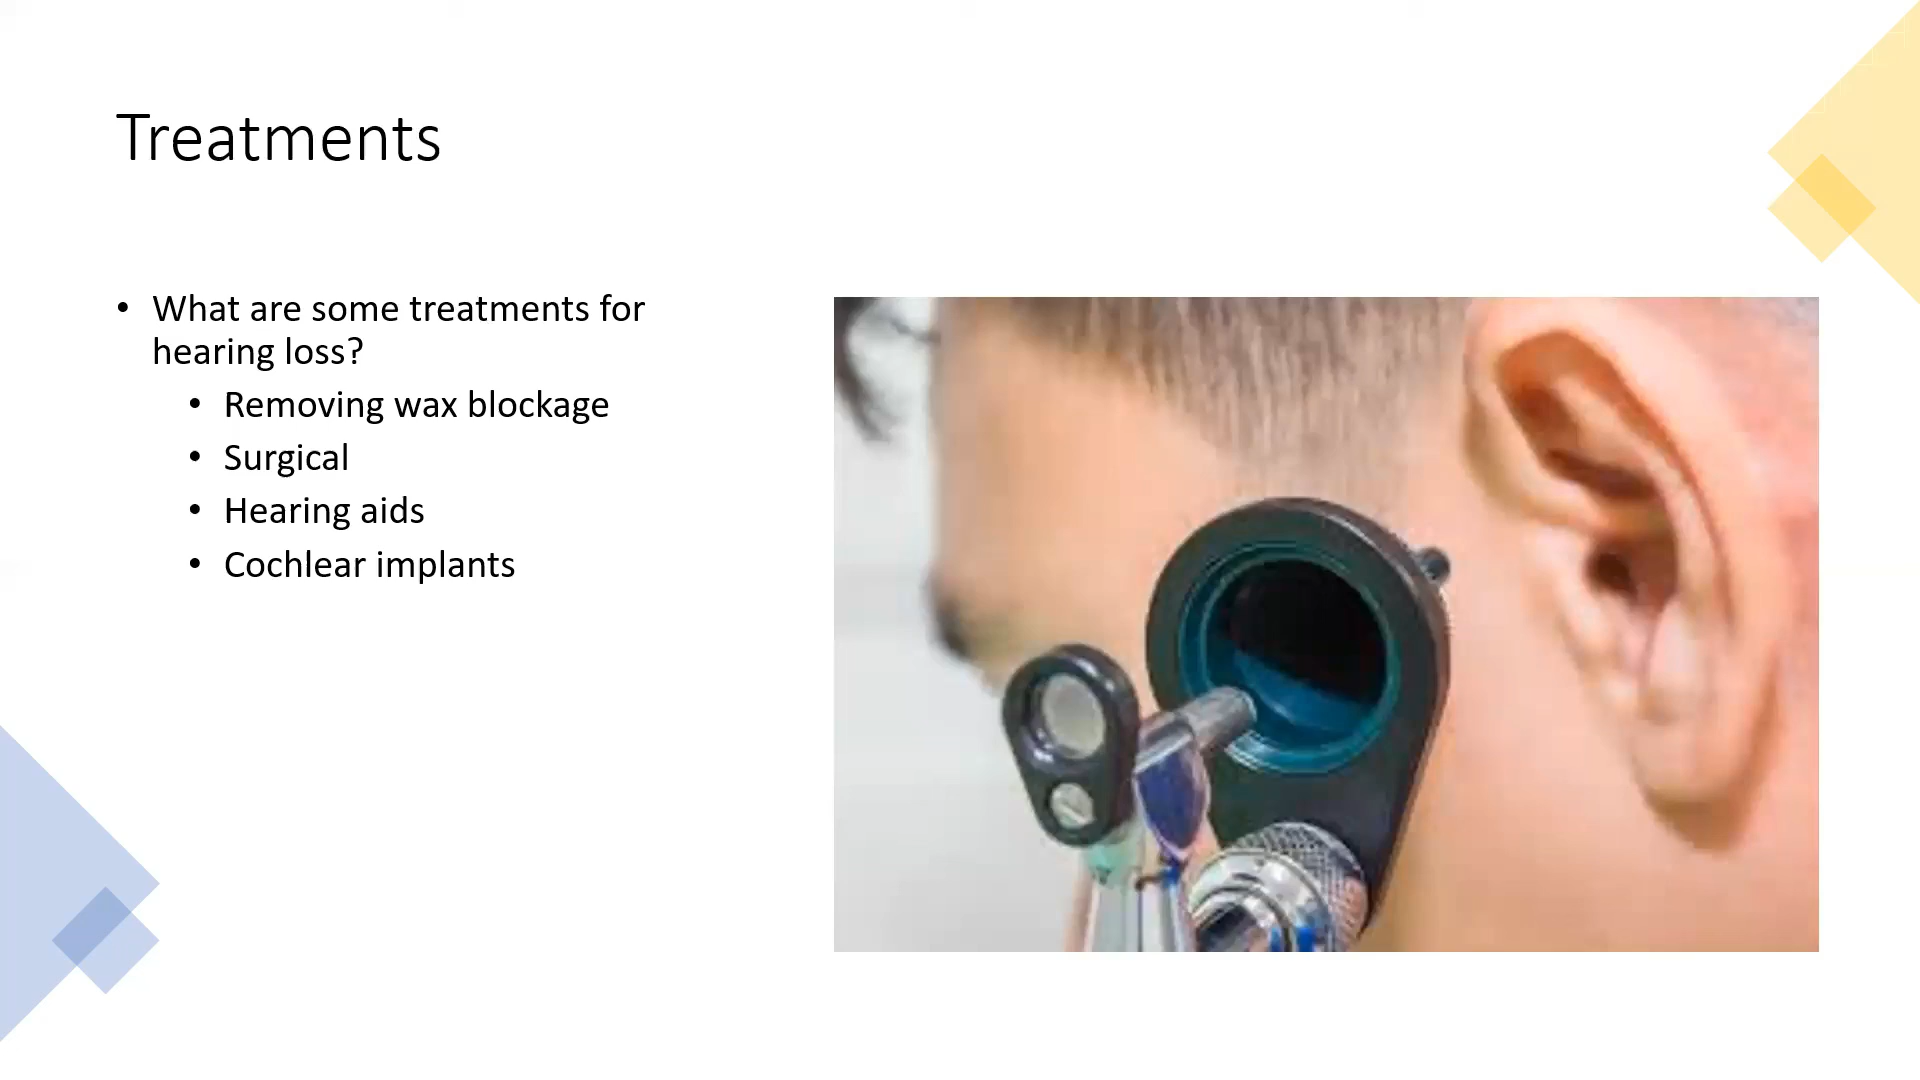 Treatments
• What are some treatments for
hearing loss?
• Removing wax blockage
• Surgical
• Hearing aids
• Cochlear implants